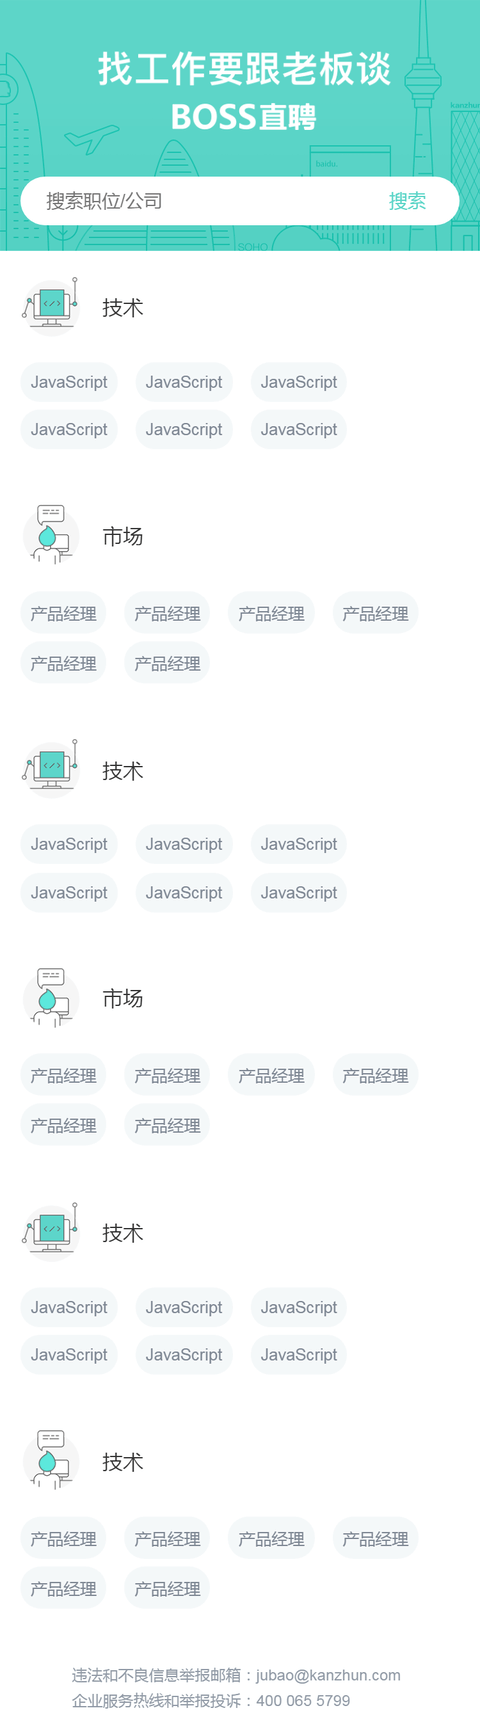 找工作要跟老板谈
BOSS直聘
kanzhun
baidu.
搜索职位/公司 搜索
SOHO
技术
JavaScript JavaScript JavaScript
JavaScript JavaScript JavaScript
市场
产品经理 产品经理 产品经理 产品经理
产品经理 产品经理
技术
JavaScript JavaScript JavaScript
JavaScript JavaScript JavaScript
市场
产品经理 产品经理 产品经理 产品经理
产品经理 产品经理
技术
JavaScript JavaScript JavaScript
JavaScript JavaScript JavaScript
技术
产品经理 产品经理 产品经理 产品经理
产品经理 产品经理
违法和不良信息举报邮箱：jubao@kanzhun.com
企业服务热线和举报投诉：400 065 5799